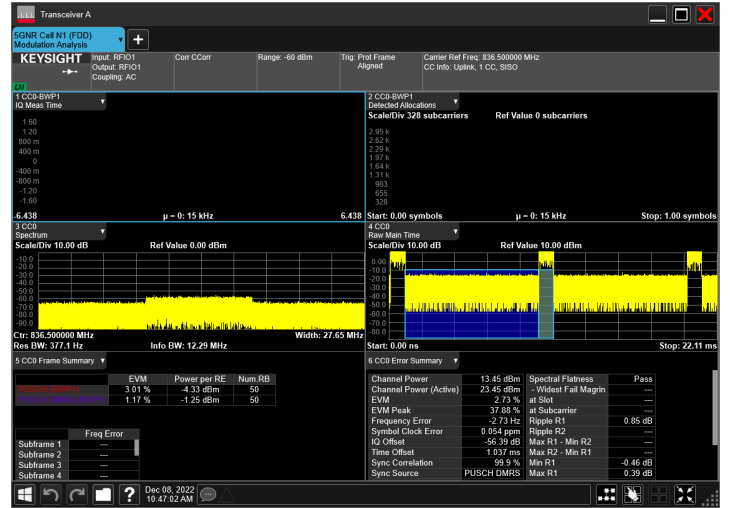 Transceiver A
5GNR Cell N1 (FDD)
Modulation Analysis
KEYSIGHT
Input: RFIO1
Output: RFIO1
Coupling: AC
Corr CCorr
Range: -60 dBm
Trig: Prot Frame
Aligned
Carrier Ref Freq: 836.500000 MHz
CC Info: Uplink, 1 CC, SISO
LXI
1 CC0-BWP1
IQ Meas Time
1.60
1.20
800 m
400 m
0
-400 m
-800 m
-1.20
-1.60
-6.438 μ = 0: 15 kHz 6.438
2 CC0-BWP1
Detected Allocations
Scale/Div 328 subcarriers Ref Value 0 subcarriers
2.95 k
2.62 k
2.29 k
1.97 k
1.64 k
1.31 k
983
655
328
Start: 0.00 symbols μ = 0: 15 kHz Stop: 1.00 symbols
3 CC0
Spectrum
Scale/Div 10.00 dB Ref Value 0.00 dBm
-10.0
-20.0
-30.0
-40.0
-50.0
-60.0
-70.0
-80.0
-90.0
Ctr: 836.500000 MHz Width: 27.65 MHz
Res BW: 377.1 Hz Info BW: 12.29 MHz
4 CC0
Raw Main Time
Scale/Div 10.00 dB Ref Value 10.00 dBm
0.00
-10.0
-20.0
-30.0
-40.0
-50.0
-60.0
-70.0
-80.0
Start: 0.00 ns Stop: 22.11 ms
5 CC0 Frame Summary
EVM Power per RE Num.RB
3.01 % -4.33 dBm 50
1.17 % -1.25 dBm 50
Freq Error
Subframe 1 ---
Subframe 2 ---
Subframe 3 ---
Subframe 4 ---
6 CC0 Error Summary
Channel Power 13.45 dBm Spectral Flatness Pass
Channel Power (Active) 23.45 dBm - Widest Fail Magrin ---
EVM 2.73 % at Slot ---
EVM Peak 37.88 % at Subcarrier ---
Frequency Error -2.73 Hz Ripple R1 0.85 dB
Symbol Clock Error 0.054 ppm Ripple R2 ---
IQ Offset -56.39 dB Max R1 - Min R2 ---
Time Offset 1.037 ms Max R2 - Min R1 ---
Sync Correlation 99.9 % Min R1 -0.46 dB
Sync Source PUSCH DMRS Max R1 0.39 dB
Dec 08, 2022
10:47:02 AM